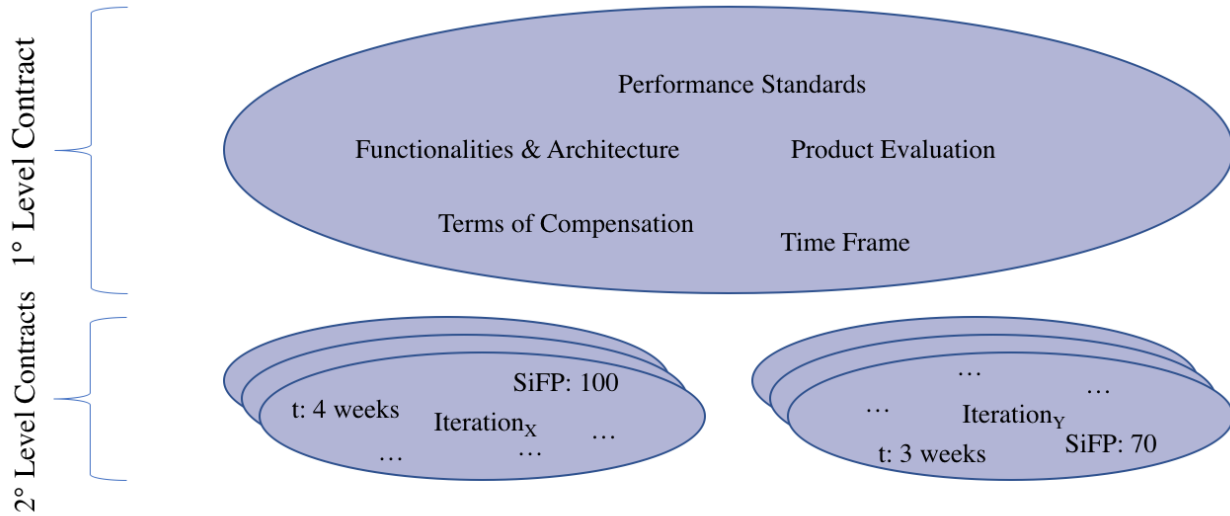 1° Level Contract
Performance Standards
Functionalities & Architecture
Product Evaluation
Terms of Compensation
Time Frame
2° Level Contracts
SiFP: 100
t: 4 weeks
IterationX
…
…
…
…
…
…
IterationY
SiFP: 70
t: 3 weeks